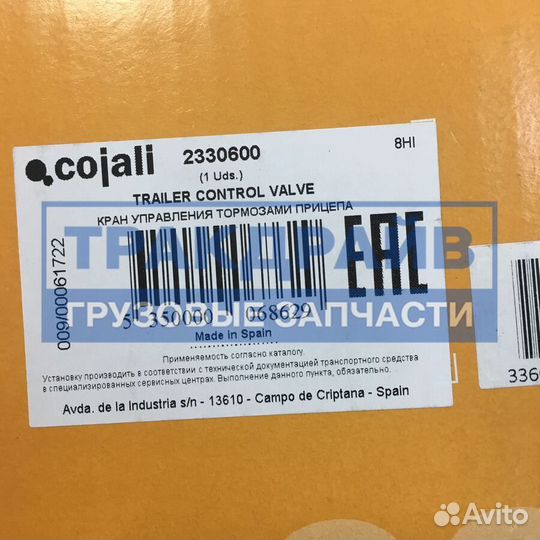 cojali 2330600 8HI
(1 Uds.)
TRAILER CONTROL VALVE
КРАН УПРАВЛЕНИЯ ТОРМОЗАМИ ПРИЦЕПА
ТРАКДРАЙВ
ГРУЗОВЫЕ ЗАПЧАСТИ
EAC
009/00061722
5 350000 068629
Made in Spain
Применяемость согласно каталогу.
Установку производить в соответствии с технической документацией транспортного средства
в специализированных сервисных центрах. Выполнение данного пункта, обязательно.
Avda. de la Industria s/n - 13610 - Campo de Criptana - Spain
Avito